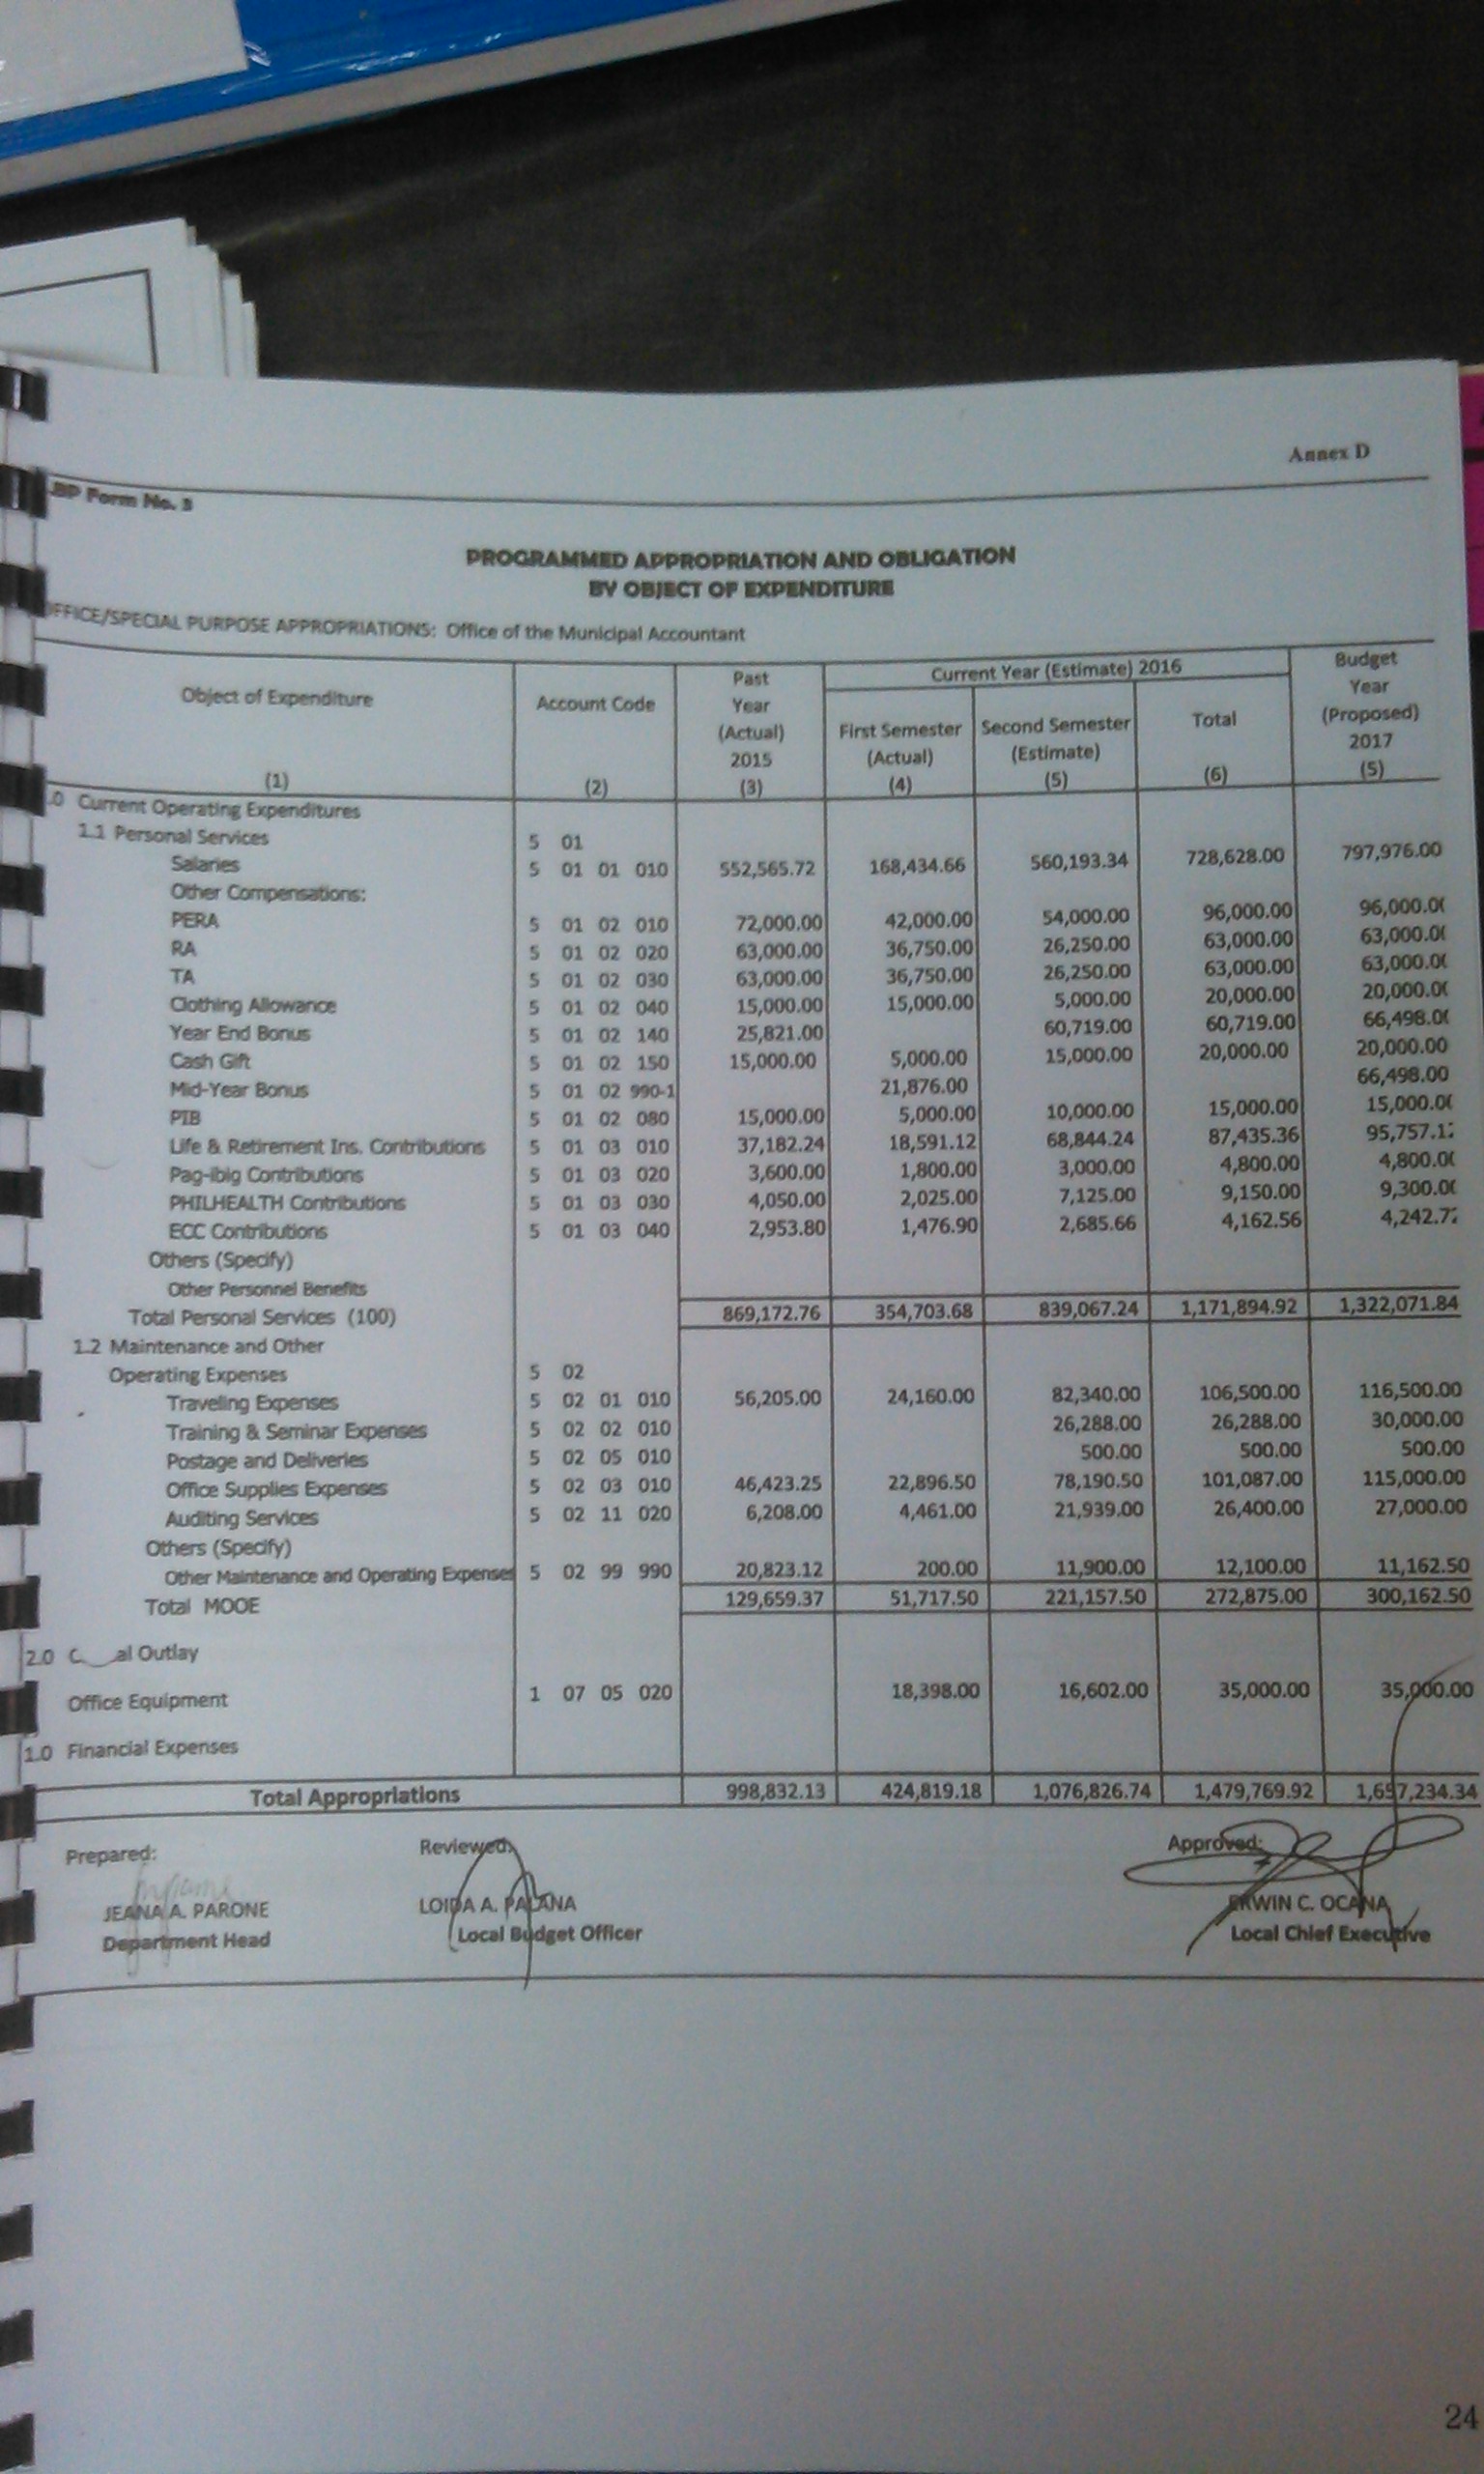 Annex D
LBP Form No. 3
PROGRAMMED APPROPRIATION AND OBLIGATION
BY OBJECT OF EXPENDITURE
OFFICE/SPECIAL PURPOSE APPROPRIATIONS: Office of the Municipal Accountant
Object of Expenditure (1) Account Code (2) Past Year (Actual) 2015 (3) Current Year (Estimate) 2016 First Semester (Actual) (4) Second Semester (Estimate) (5) Total (6) Budget Year (Proposed) 2017 (5)
.0 Current Operating Expenditures
1.1 Personal Services 5 01
Salaries 5 01 01 010 552,565.72 168,434.66 560,193.34 728,628.00 797,976.00
Other Compensations:
PERA 5 01 02 010 72,000.00 42,000.00 54,000.00 96,000.00 96,000.0
RA 5 01 02 020 63,000.00 36,750.00 26,250.00 63,000.00 63,000.0
TA 5 01 02 030 63,000.00 36,750.00 26,250.00 63,000.00 63,000.0
Clothing Allowance 5 01 02 040 15,000.00 15,000.00 5,000.00 20,000.00 20,000.0
Year End Bonus 5 01 02 140 25,821.00 60,719.00 60,719.00 66,498.0
Cash Gift 5 01 02 150 15,000.00 5,000.00 15,000.00 20,000.00 20,000.00
Mid-Year Bonus 5 01 02 990-1 21,876.00 66,498.00
PIB 5 01 02 080 15,000.00 5,000.00 10,000.00 15,000.00 15,000.0
Life & Retirement Ins. Contributions 5 01 03 010 37,182.24 18,591.12 68,844.24 87,435.36 95,757.1
Pag-ibig Contributions 5 01 03 020 3,600.00 1,800.00 3,000.00 4,800.00 4,800.0
PHILHEALTH Contributions 5 01 03 030 4,050.00 2,025.00 7,125.00 9,150.00 9,300.0
ECC Contributions 5 01 03 040 2,953.80 1,476.90 2,685.66 4,162.56 4,242.7
Others (Specify)
Other Personnel Benefits
Total Personal Services (100) 869,172.76 354,703.68 839,067.24 1,171,894.92 1,322,071.84
1.2 Maintenance and Other
Operating Expenses 5 02
Traveling Expenses 5 02 01 010 56,205.00 24,160.00 82,340.00 106,500.00 116,500.00
Training & Seminar Expenses 5 02 02 010 26,288.00 26,288.00 30,000.00
Postage and Deliveries 5 02 05 010 500.00 500.00 500.00
Office Supplies Expenses 5 02 03 010 46,423.25 22,896.50 78,190.50 101,087.00 115,000.00
Auditing Services 5 02 11 020 6,208.00 4,461.00 21,939.00 26,400.00 27,000.00
Others (Specify)
Other Maintenance and Operating Expenses 5 02 99 990 20,823.12 200.00 11,900.00 12,100.00 11,162.50
Total MOOE 129,659.37 51,717.50 221,157.50 272,875.00 300,162.50
2.0 C al Outlay
Office Equipment 1 07 05 020 18,398.00 16,602.00 35,000.00 35,000.00
1.0 Financial Expenses
Total Appropriations 998,832.13 424,819.18 1,076,826.74 1,479,769.92 1,657,234.34
Prepared: Reviewed: Approved:
JEANA A. PARONE LOIDA A. PALANA ERWIN C. OCANA
Department Head Local Budget Officer Local Chief Executive
24